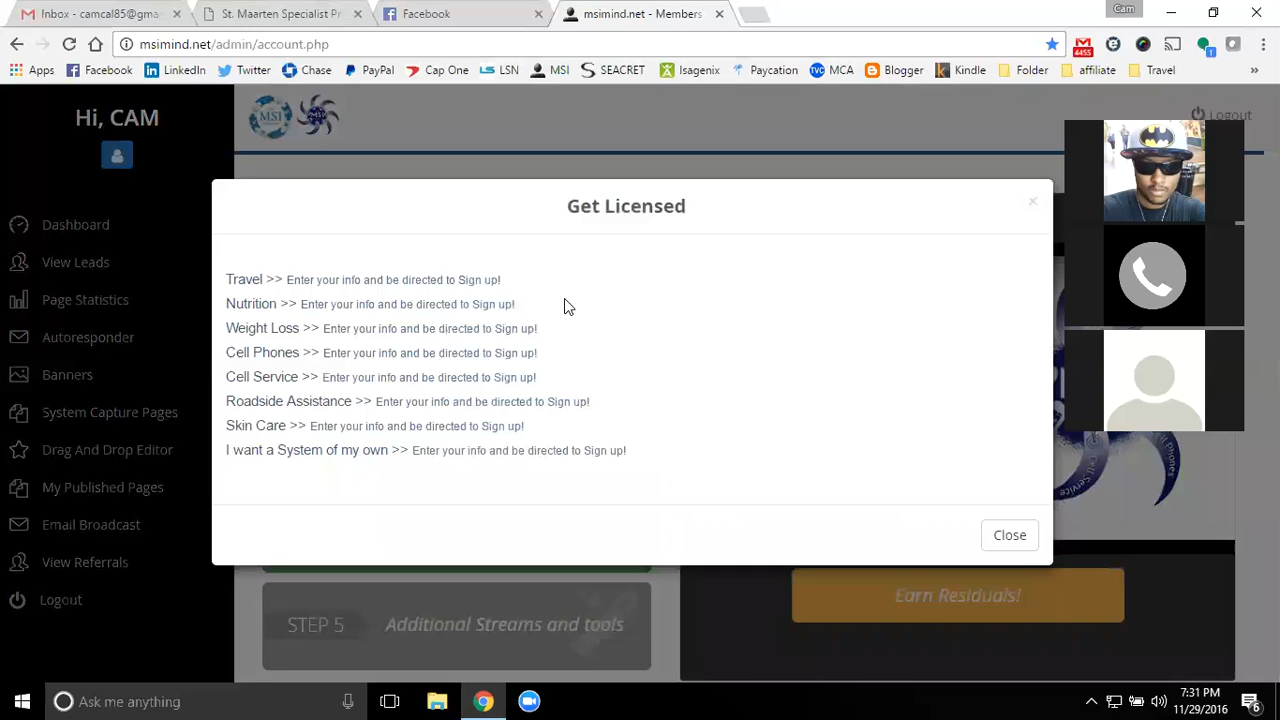 Inbox - camcal85@gma
St. Maarten Specialist Pr
Facebook
msimind.net - Members
Cam
msimind.net/admin/account.php
4455
1
Apps Facebook LinkedIn Twitter Chase PayPal Cap One LSN MSI SEACRET Isagenix Paycation MCA Blogger Kindle Folder affiliate Travel »
Hi, CAM
MSI
Logout
Dashboard
View Leads
Page Statistics
Autoresponder
Banners
System Capture Pages
Drag And Drop Editor
My Published Pages
Email Broadcast
View Referrals
Logout
Get Licensed
×
Travel >> Enter your info and be directed to Sign up!
Nutrition >> Enter your info and be directed to Sign up!
Weight Loss >> Enter your info and be directed to Sign up!
Cell Phones >> Enter your info and be directed to Sign up!
Cell Service >> Enter your info and be directed to Sign up!
Roadside Assistance >> Enter your info and be directed to Sign up!
Skin Care >> Enter your info and be directed to Sign up!
I want a System of my own >> Enter your info and be directed to Sign up!
Close
Cell Service
Phones
STEP 5 Additional Streams and tools
Earn Residuals!
Ask me anything
7:31 PM
11/29/2016
6